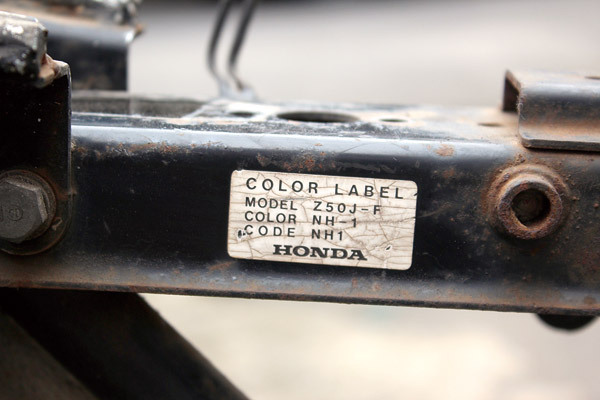 COLOR LABEL
MODEL Z50J-F
COLOR NH-1
CODE NH1
HONDA